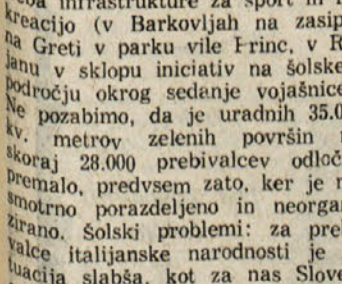 infrastrukture za šport in
kreacijo (v Barkovljah na zasip
na Greti v parku vile Princ, v R
janu v sklopu iniciativ na šolske
področju okrog sedanje vojašnice
Ne pozabimo, da je uradnih 35.0
kv. metrov zelenih površin
skoraj 28.000 prebivalcev odloč
premalo, predvsem zato, ker je n
smotrno porazdeljeno in neorga
zirano. Šolski problemi: za pre
valce italijanske narodnosti je
tuacija slabša, kot za nas Slove